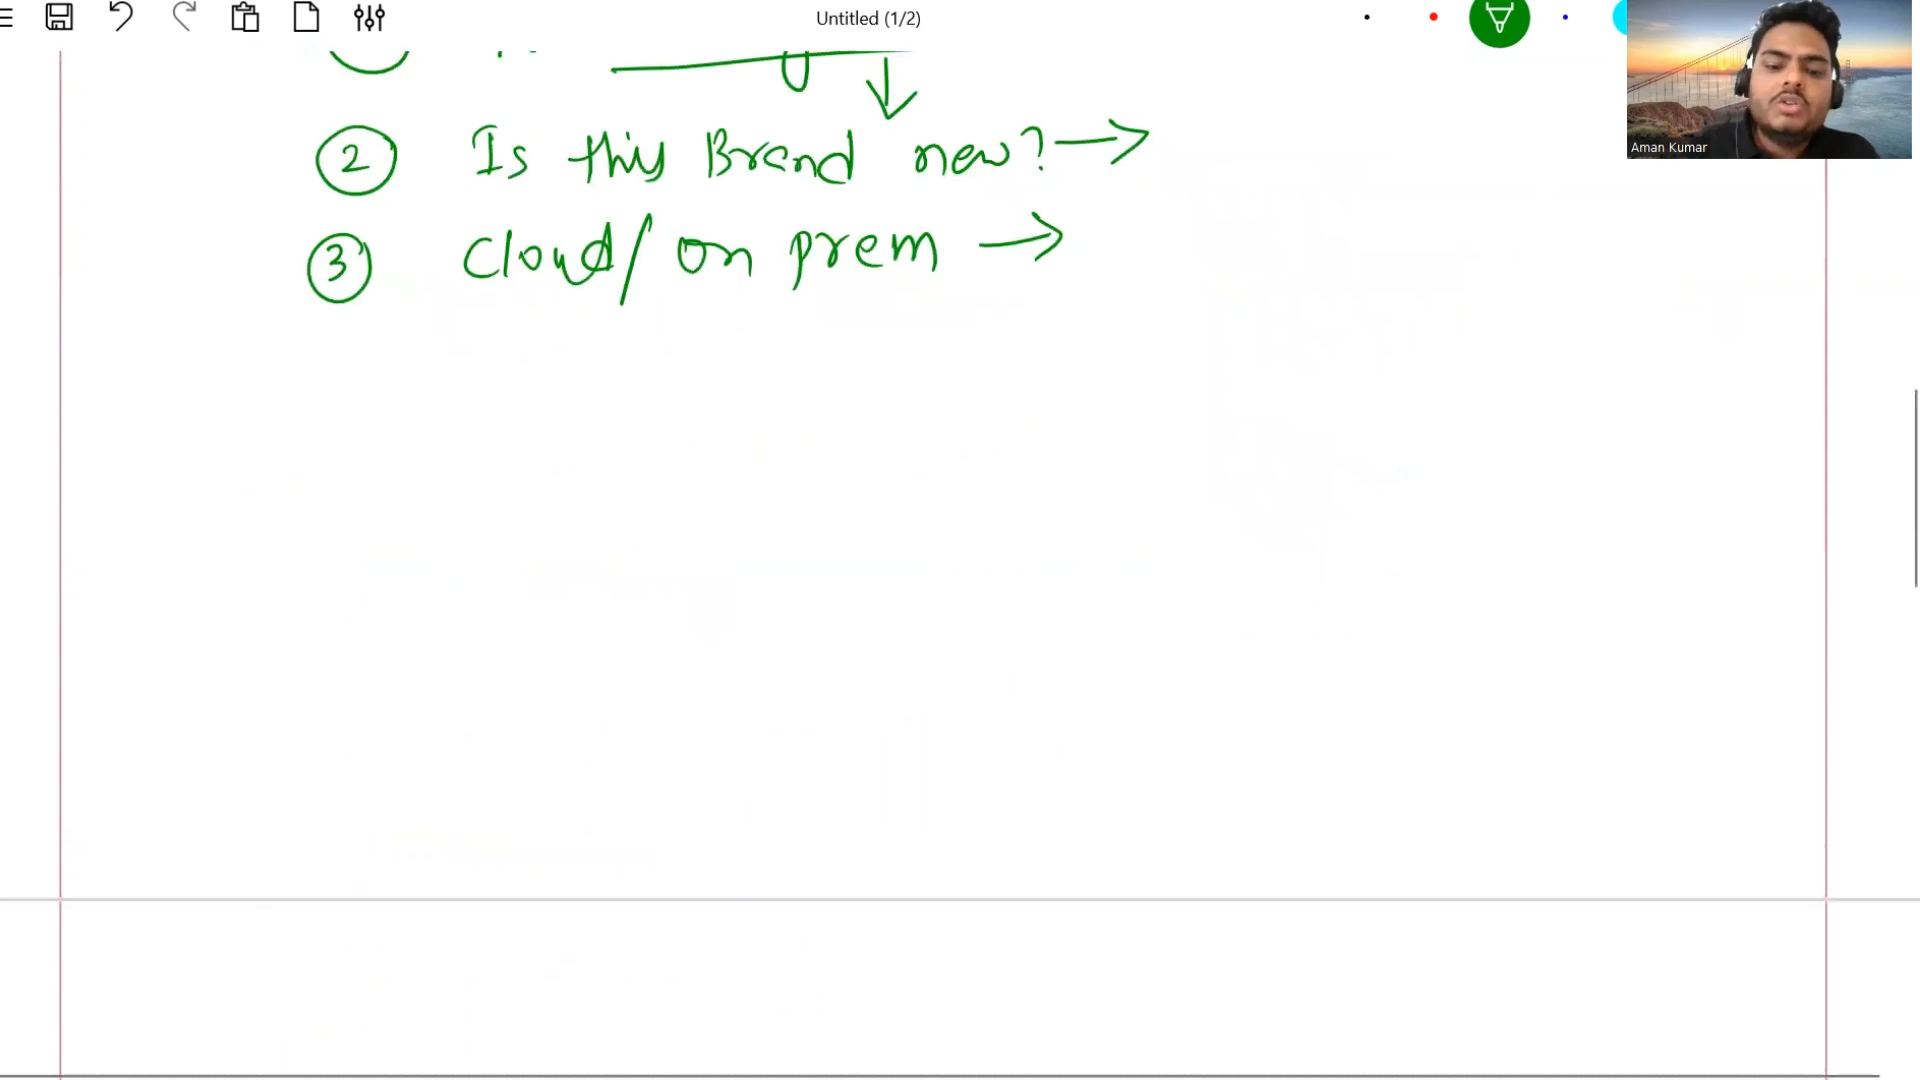 Untitled (1/2)
Aman Kumar
2 Is this Brand new? →
3 Cloud/ on prem →